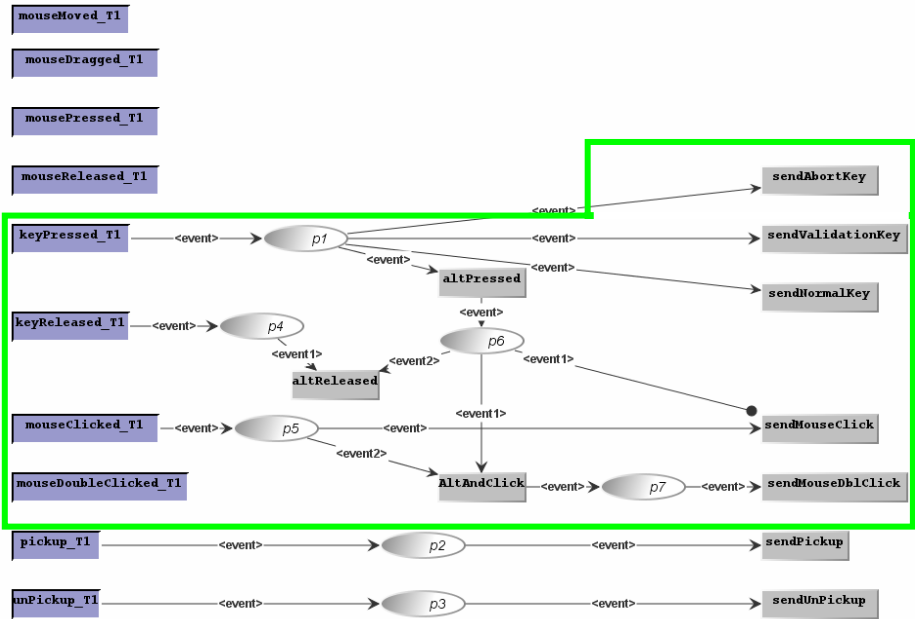 mouseMoved_T1
mouseDragged_T1
mousePressed_T1
mouseReleased_T1
sendAbortKey
<event>
keyPressed_T1
<event>
p1
<event>
sendValidationKey
<event>
<event>
altPressed
sendNormalKey
<event>
keyReleased_T1
<event>
p4
p6
<event1>
<event2>
<event1>
altReleased
<event1>
mouseClicked_T1
<event>
p5
<event>
sendMouseClick
<event2>
mouseDoubleClicked_T1
AltAndClick
<event>
p7
<event>
sendMouseDblClick
pickup_T1
<event>
p2
<event>
sendPickup
unPickup_T1
<event>
p3
<event>
sendUnPickup